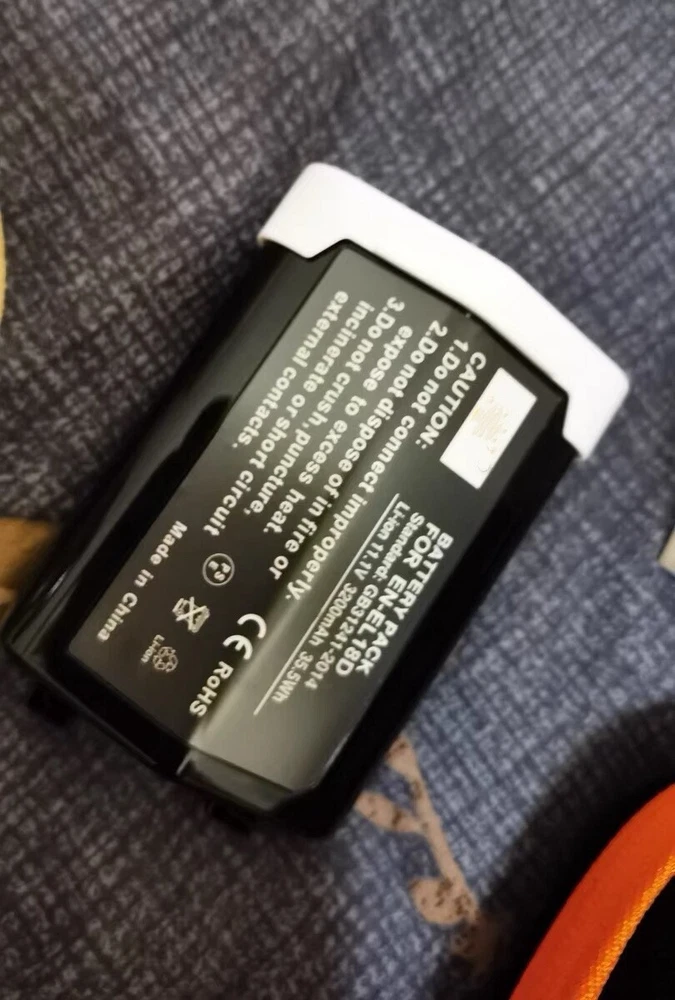 BATTERY PACK
FOR EN-EL18D
Standard: GB31241-2014
Li-ion 11.1V 3200mAh 35.5Wh
CAUTION:
1.Do not connect improperly.
2.Do not dispose of in fire or
expose to excess heat.
3.Do not crush, puncture,
incinerate or short circuit
external contacts.
CE RoHS
PS
E
Li-ion
Made in China